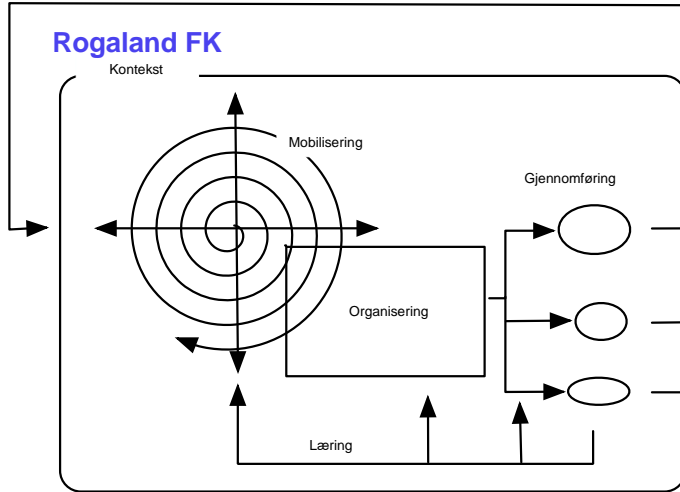 Rogaland FK
Kontekst
Mobilisering
Gjennomføring
Organisering
Læring